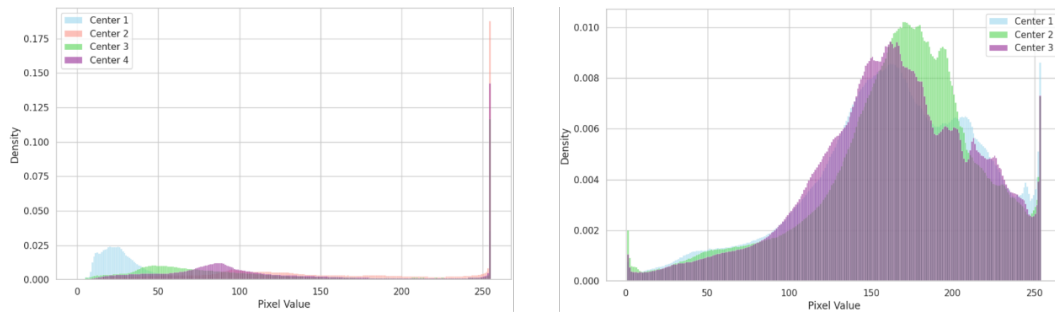 Center 1
Center 2
Center 3
Center 4
0.175
0.150
0.125
0.100
0.075
0.050
0.025
0.000
Density
0
50
100
150
200
250
Pixel Value
Center 1
Center 2
Center 3
0.010
0.008
0.006
0.004
0.002
0.000
Density
0
50
100
150
200
250
Pixel Value